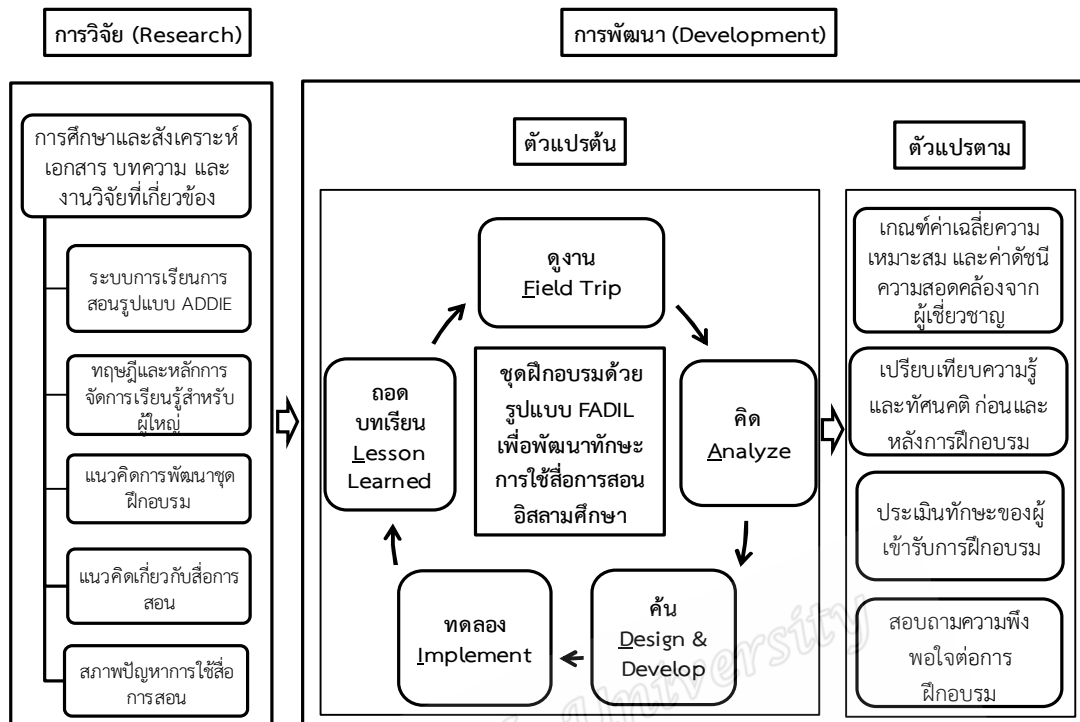 การวิจัย (Research)
การพัฒนา (Development)
การศึกษาและสังเคราะห์
เอกสาร บทความ และ
งานวิจัยที่เกี่ยวข้อง
ระบบการเรียนการ
สอนรูปแบบ ADDIE
ทฤษฎีและหลักการ
จัดการเรียนรู้สำหรับ
ผู้ใหญ่
แนวคิดการพัฒนาชุด
ฝึกอบรม
แนวคิดเกี่ยวกับสื่อการ
สอน
สภาพปัญหาการใช้สื่อ
การสอน
ตัวแปรต้น
ดูงาน
Field Trip
คิด
Analyze
ค้น
Design &
Develop
ทดลอง
Implement
ถอด
บทเรียน
Lesson
Learned
ชุดฝึกอบรมด้วย
รูปแบบ FADIL
เพื่อพัฒนาทักษะ
การใช้สื่อการสอน
อิสลามศึกษา
ตัวแปรตาม
เกณฑ์ค่าเฉลี่ยความ
เหมาะสม และค่าดัชนี
ความสอดคล้องจาก
ผู้เชี่ยวชาญ
เปรียบเทียบความรู้
และทัศนคติ ก่อนและ
หลังการฝึกอบรม
ประเมินทักษะของผู้
เข้ารับการฝึกอบรม
สอบถามความพึง
พอใจต่อการ
ฝึกอบรม
University